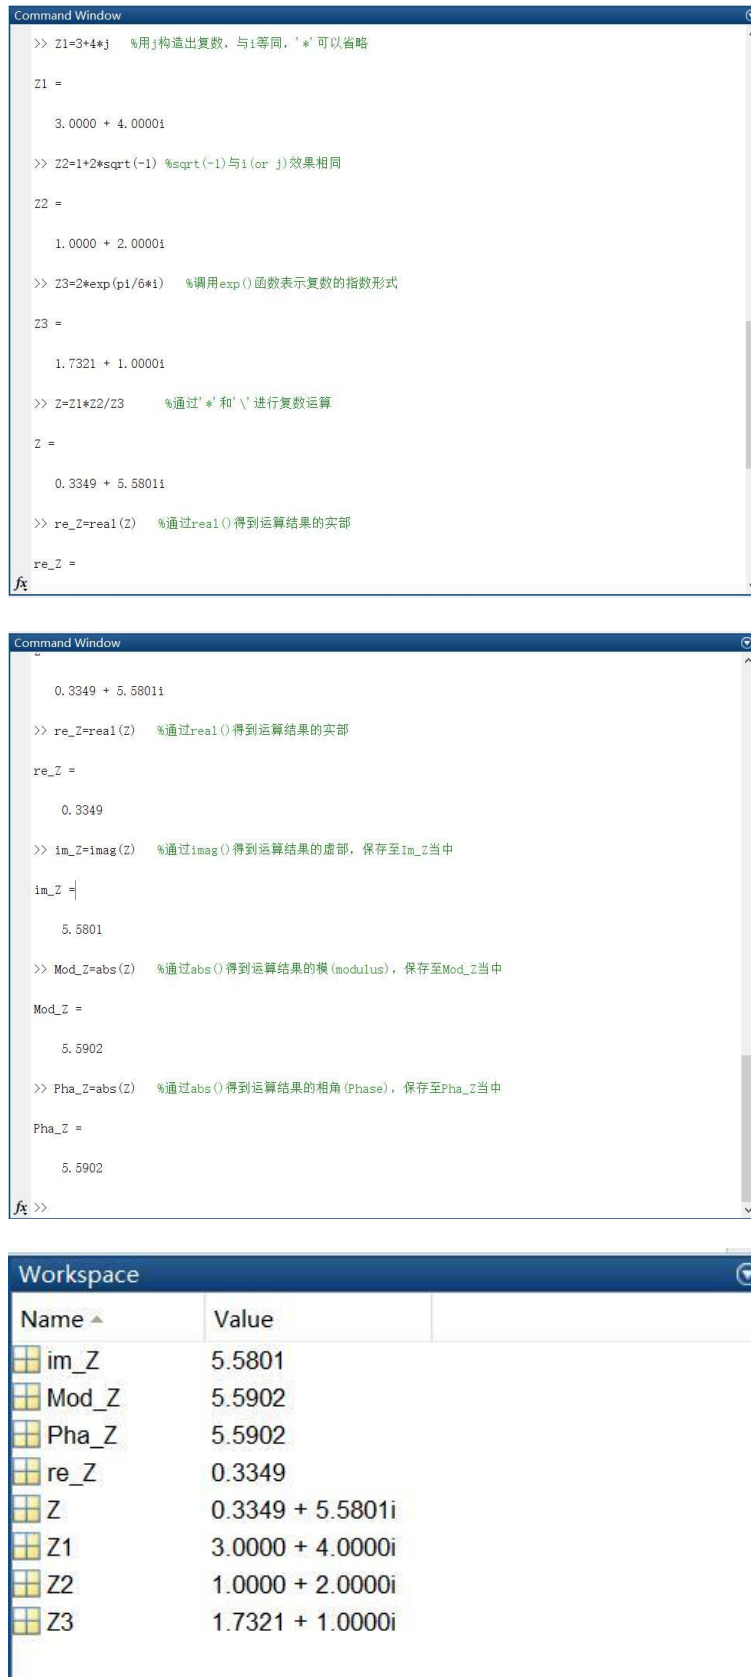 Command Window
>> Z1=3+4*j   %用j构造出复数, 与i等同, '*'可以省略
Z1 =
3.0000 + 4.0000i
>> Z2=1+2*sqrt(-1) %sqrt(-1)与i(or j)效果相同
Z2 =
1.0000 + 2.0000i
>> Z3=2*exp(pi/6*i)   %调用exp()函数表示复数的指数形式
Z3 =
1.7321 + 1.0000i
>> Z=Z1*Z2/Z3     %通过'*'和'\'进行复数运算
Z =
0.3349 + 5.5801i
>> re_Z=real(Z)   %通过real()得到运算结果的实部
re_Z =
fx
Command Window
0.3349 + 5.5801i
>> re_Z=real(Z)   %通过real()得到运算结果的实部
re_Z =
0.3349
>> im_Z=imag(Z)   %通过imag()得到运算结果的虚部, 保存至Im_Z当中
im_Z =
5.5801
>> Mod_Z=abs(Z)   %通过abs()得到运算结果的模(modulus), 保存至Mod_Z当中
Mod_Z =
5.5902
>> Pha_Z=abs(Z)   %通过abs()得到运算结果的相角(Phase), 保存至Pha_Z当中
Pha_Z =
5.5902
fx >>
Workspace
Name Value
im_Z 5.5801
Mod_Z 5.5902
Pha_Z 5.5902
re_Z 0.3349
Z 0.3349 + 5.5801i
Z1 3.0000 + 4.0000i
Z2 1.0000 + 2.0000i
Z3 1.7321 + 1.0000i